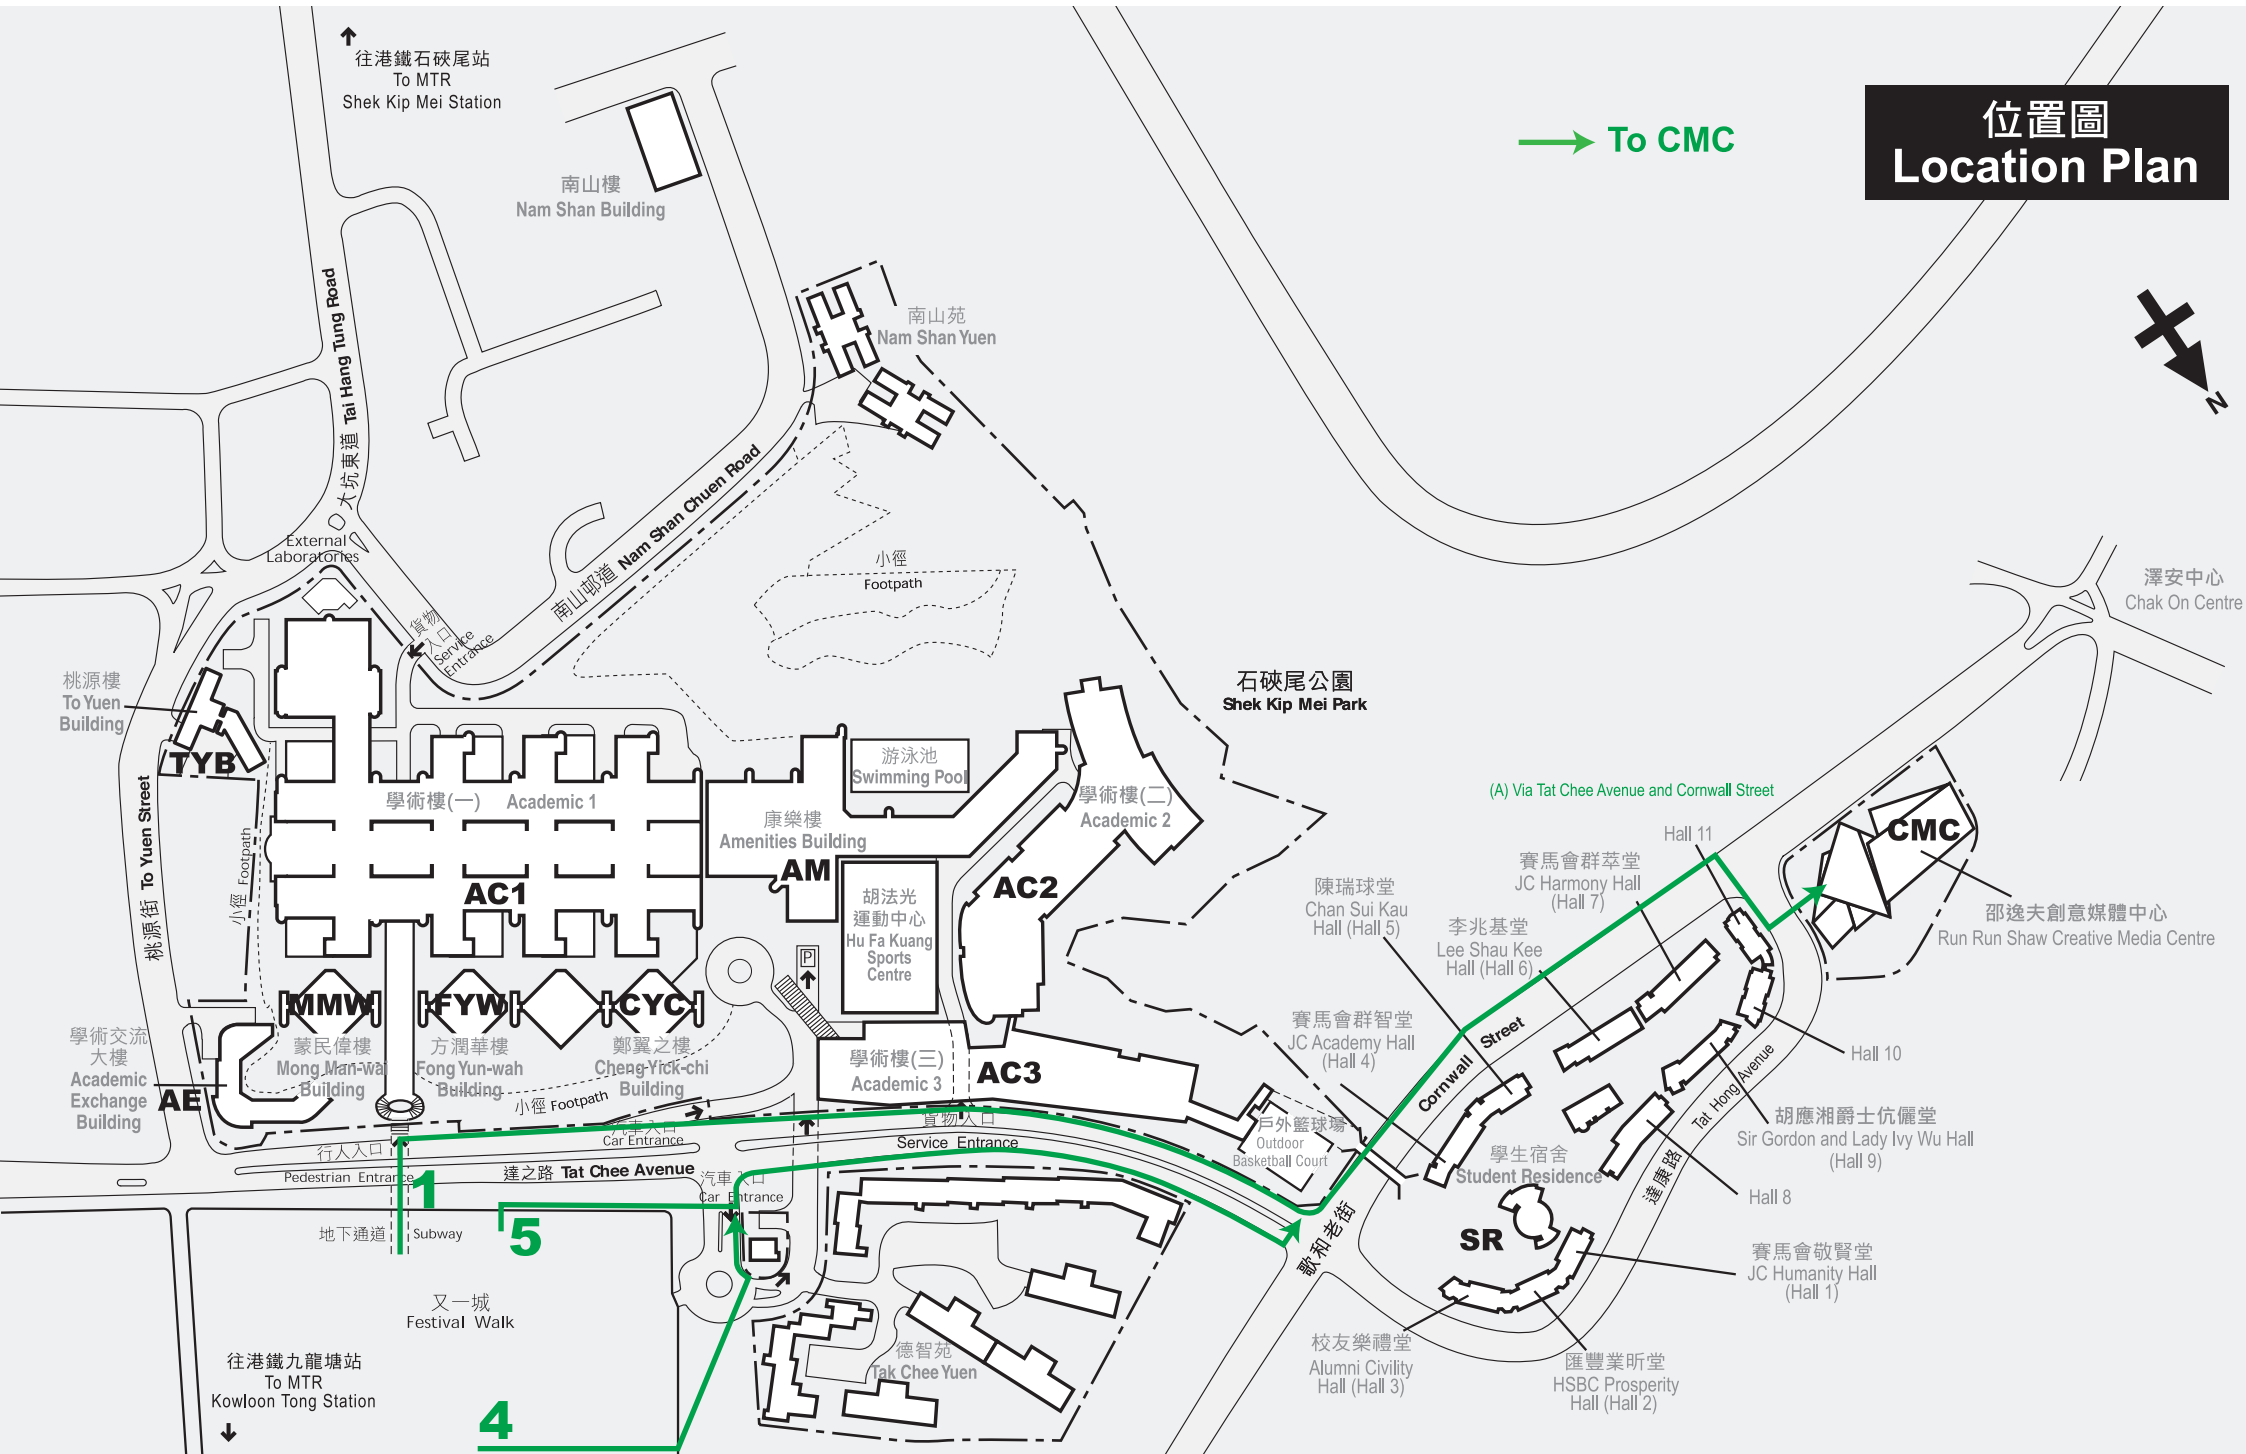 往港鐵石硤尾站
To MTR
Shek Kip Mei Station
To CMC
位置圖
Location Plan
南山樓
Nam Shan Building
大坑東道 Tai Hang Tung Road
南山苑
Nam Shan Yuen
N
南山邨道 Nam Shan Chuen Road
External
Laboratories
小徑
Footpath
澤安中心
Chak On Centre
貨物
入口
Service
Entrance
桃源樓
To Yuen
Building
TYB
石硤尾公園
Shek Kip Mei Park
桃源街 To Yuen Street
小徑 Footpath
學術樓(一) Academic 1
AC1
游泳池
Swimming Pool
康樂樓
Amenities Building
AM
學術樓(二)
Academic 2
AC2
(A) Via Tat Chee Avenue and Cornwall Street
Hall 11
CMC
賽馬會群萃堂
JC Harmony Hall
(Hall 7)
陳瑞球堂
Chan Sui Kau
Hall (Hall 5)
李兆基堂
Lee Shau Kee
Hall (Hall 6)
邵逸夫創意媒體中心
Run Run Shaw Creative Media Centre
胡法光
運動中心
Hu Fa Kuang
Sports
Centre
P
MMW
FYW
CYC
蒙民偉樓
Mong Man-wai
Building
方潤華樓
Fong Yun-wah
Building
鄭翼之樓
Cheng Yick-chi
Building
學術交流
大樓
Academic
Exchange
Building
AE
學術樓(三)
Academic 3
AC3
賽馬會群智堂
JC Academy Hall
(Hall 4)
Cornwall Street
歌和老街
Hall 10
Tat Hong Avenue
達康路
胡應湘爵士伉儷堂
Sir Gordon and Lady Ivy Wu Hall
(Hall 9)
小徑 Footpath
汽車入口
Car Entrance
貨物入口
Service Entrance
戶外籃球場
Outdoor
Basketball Court
行人入口
Pedestrian Entrance
達之路 Tat Chee Avenue
汽車入口
Car Entrance
學生宿舍
Student Residence
SR
Hall 8
1
5
地下通道
Subway
賽馬會敬賢堂
JC Humanity Hall
(Hall 1)
又一城
Festival Walk
校友樂禮堂
Alumni Civility
Hall (Hall 3)
匯豐業昕堂
HSBC Prosperity
Hall (Hall 2)
德智苑
Tak Chee Yuen
往港鐵九龍塘站
To MTR
Kowloon Tong Station
4